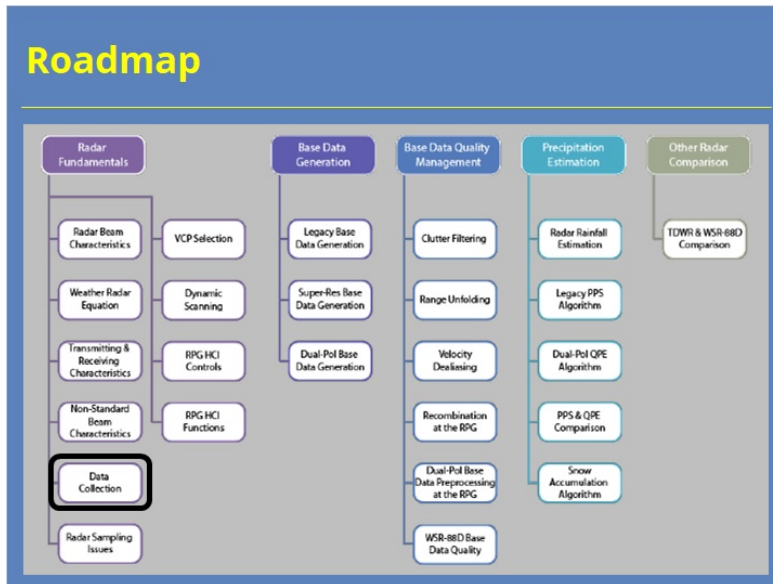 Roadmap
Radar
Fundamentals
Radar Beam
Characteristics
Weather Radar
Equation
Transmitting &
Receiving
Characteristics
Non-Standard
Beam
Characteristics
Data
Collection
Radar Sampling
Issues
VCP Selection
Dynamic
Scanning
RPG HCI
Controls
RPG HCI
Functions
Base Data
Generation
Legacy Base
Data Generation
Super-Res Base
Data Generation
Dual-Pol Base
Data Generation
Base Data Quality
Management
Clutter Filtering
Range Unfolding
Velocity
Dealiasing
Recombination
at the RPG
Dual-Pol Base
Data Preprocessing
at the RPG
WSR-88D Base
Data Quality
Precipitation
Estimation
Radar Rainfall
Estimation
Legacy PPS
Algorithm
Dual-Pol QPE
Algorithm
PPS & QPE
Comparison
Snow
Accumulation
Algorithm
Other Radar
Comparison
TDWR & WSR-88D
Comparison